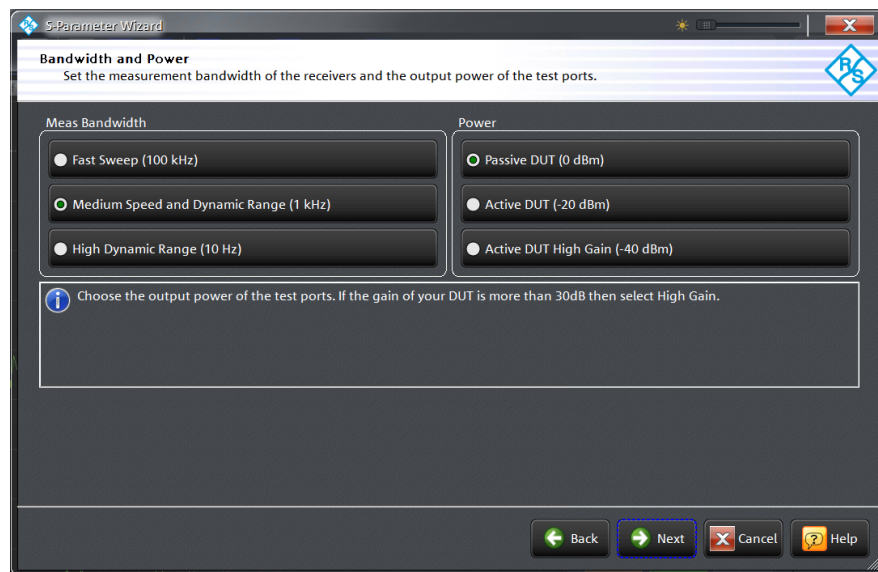 S-Parameter Wizard
Bandwidth and Power
Set the measurement bandwidth of the receivers and the output power of the test ports.
R/S
Meas Bandwidth
Fast Sweep (100 kHz)
Medium Speed and Dynamic Range (1 kHz)
High Dynamic Range (10 Hz)
Power
Passive DUT (0 dBm)
Active DUT (-20 dBm)
Active DUT High Gain (-40 dBm)
Choose the output power of the test ports. If the gain of your DUT is more than 30dB then select High Gain.
Back
Next
Cancel
Help